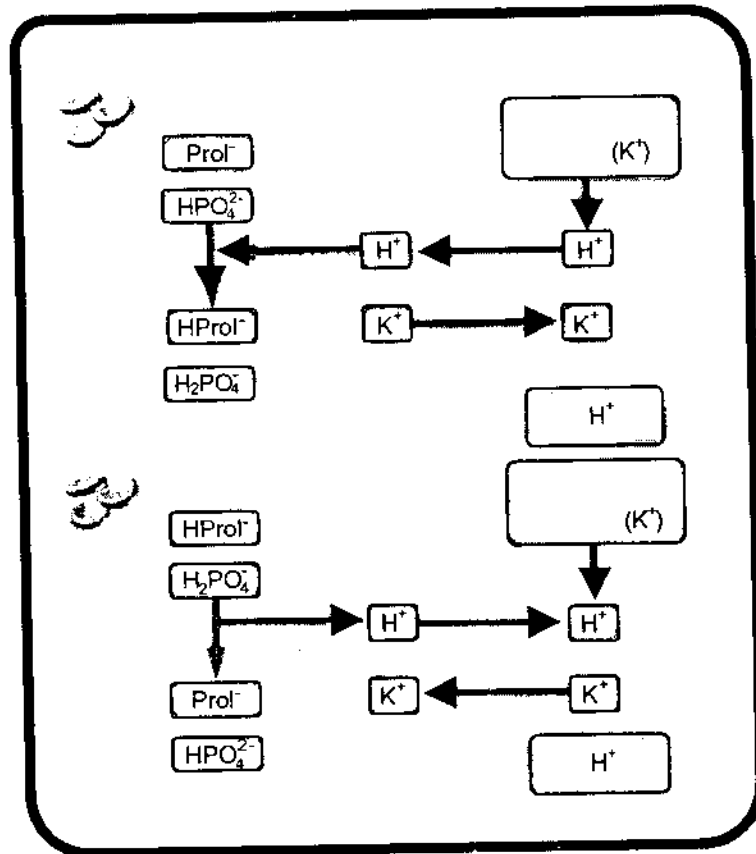 Prol⁻
(K⁺)
HPO₄²⁻
H⁺ H⁺
HProl⁻ K⁺ K⁺
H₂PO₄⁻
H⁺
HProl⁻
(K⁺)
H₂PO₄⁻
H⁺ H⁺
Prol⁻ K⁺ K⁺
HPO₄²⁻ H⁺